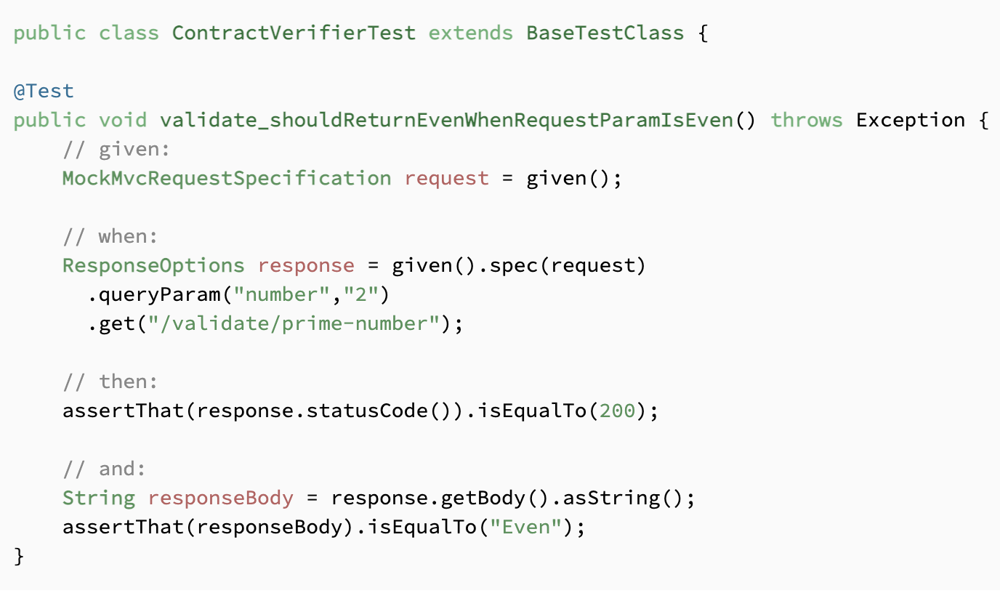 public class ContractVerifierTest extends BaseTestClass {
@Test
public void validate_shouldReturnEvenWhenRequestParamIsEven() throws Exception {
// given:
MockMvcRequestSpecification request = given();
// when:
ResponseOptions response = given().spec(request)
.queryParam("number","2")
.get("/validate/prime-number");
// then:
assertThat(response.statusCode()).isEqualTo(200);
// and:
String responseBody = response.getBody().asString();
assertThat(responseBody).isEqualTo("Even");
}